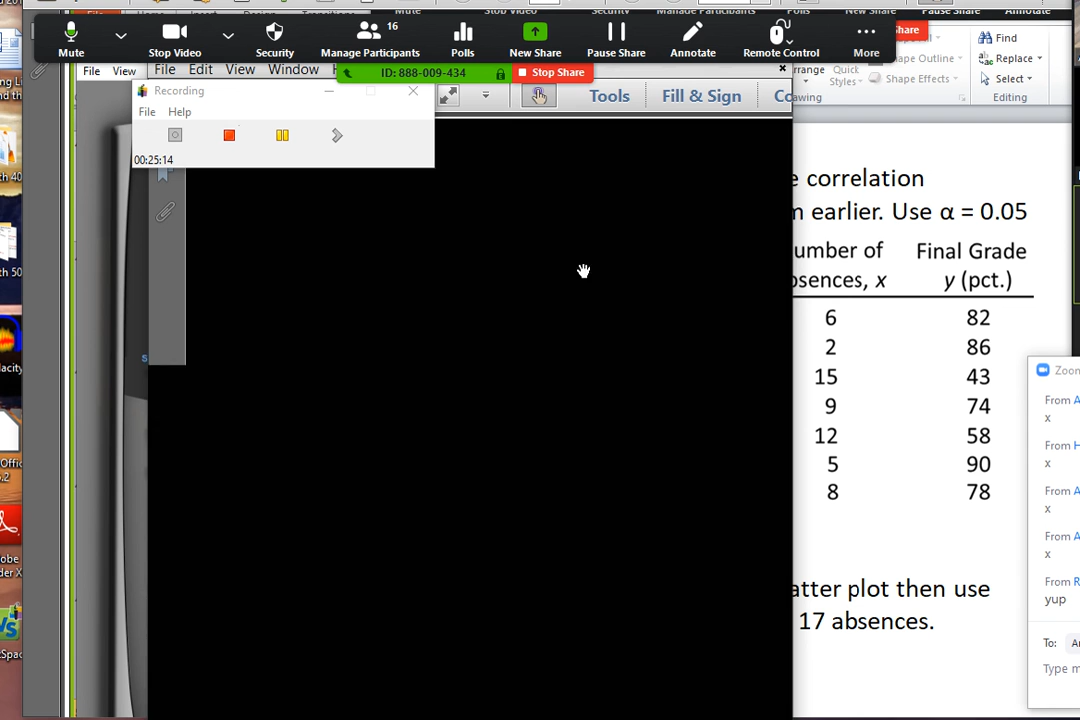 16
Mute
Stop Video
Security
Manage Participants
Polls
New Share
Pause Share
Annotate
Remote Control
More
Find
Replace
Select
Quick
Styles
Shape Effects
Editing
File View
File Edit View Window
ID: 888-009-434
Stop Share
Tools
Fill & Sign
Recording
File Help
00:25:14
e correlation
m earlier. Use α = 0.05
umber of Final Grade
bsences, x y (pct.)
6 82
2 86
15 43
9 74
12 58
5 90
8 78
atter plot then use
17 absences.
Zoom
From A
x
From H
x
From A
x
From A
x
From R
yup
To:
Type m